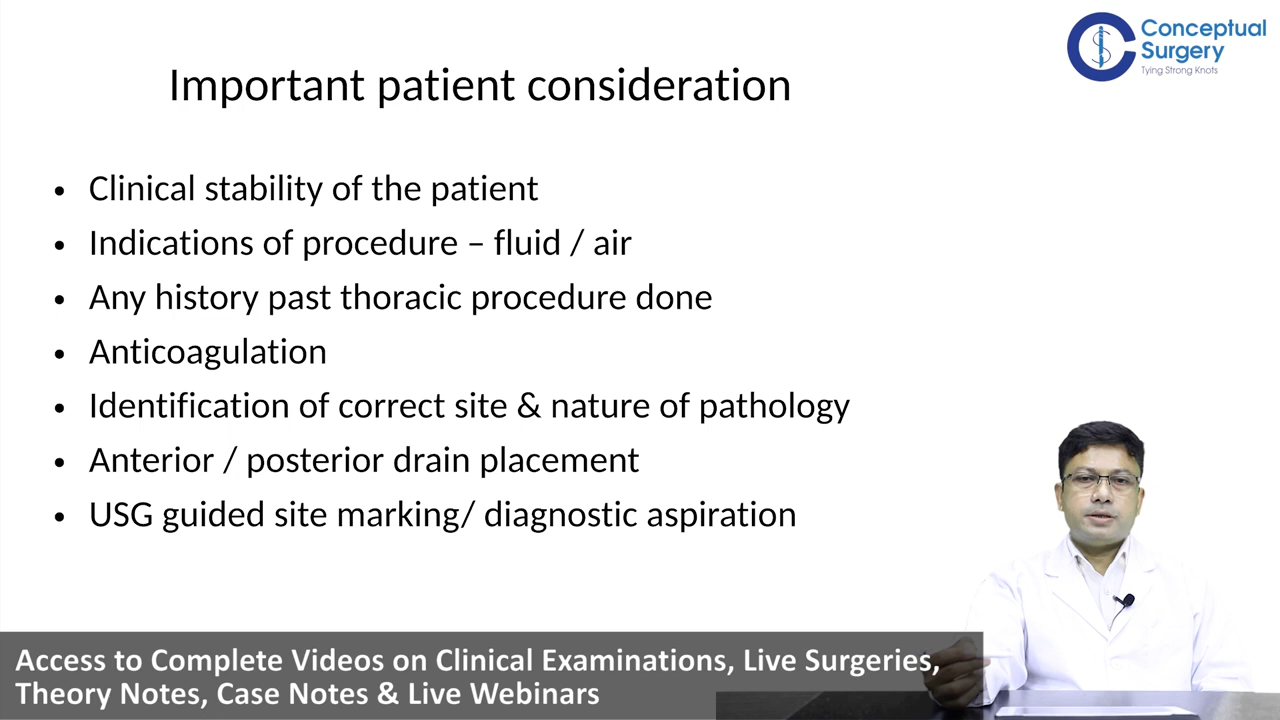 Conceptual
Surgery
Tying Strong Knots
Important patient consideration
• Clinical stability of the patient
• Indications of procedure – fluid / air
• Any history past thoracic procedure done
• Anticoagulation
• Identification of correct site & nature of pathology
• Anterior / posterior drain placement
• USG guided site marking/ diagnostic aspiration
Access to Complete Videos on Clinical Examinations, Live Surgeries,
Theory Notes, Case Notes & Live Webinars